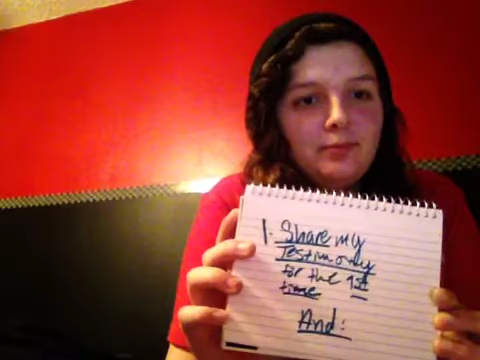 1. Share my
Testimony
for the 1st
time
And: